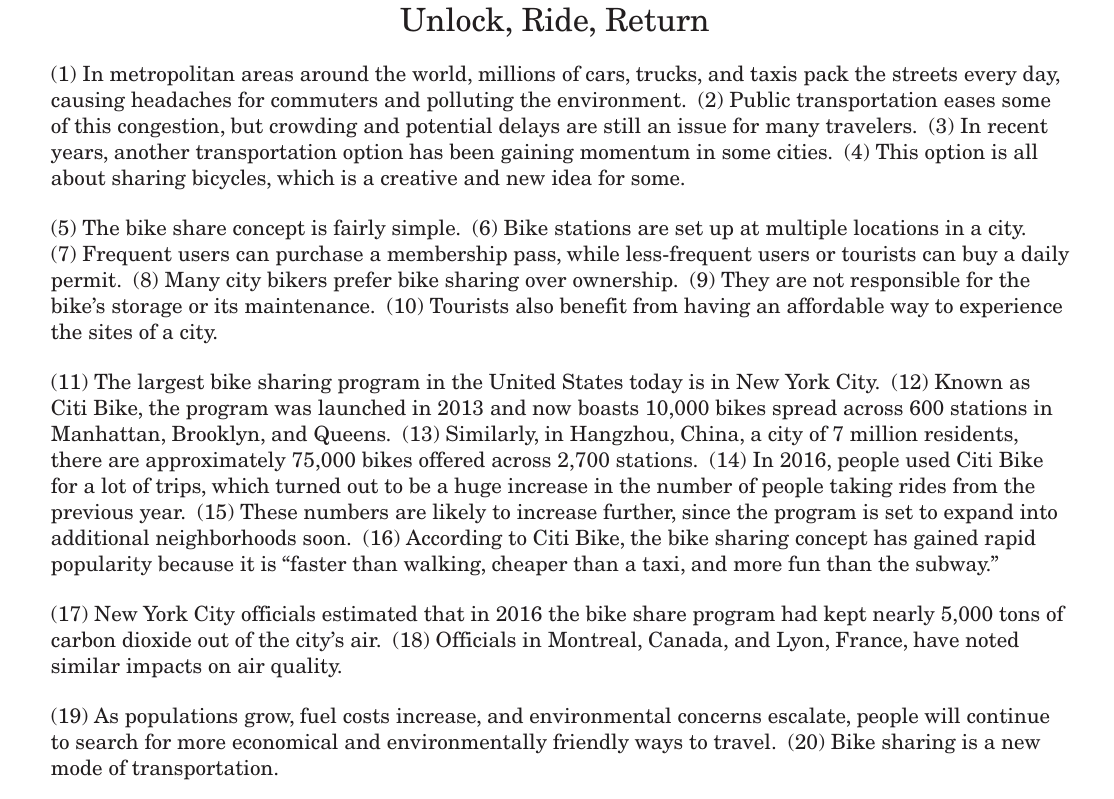 Unlock, Ride, Return
(1) In metropolitan areas around the world, millions of cars, trucks, and taxis pack the streets every day,
causing headaches for commuters and polluting the environment.  (2) Public transportation eases some
of this congestion, but crowding and potential delays are still an issue for many travelers.  (3) In recent
years, another transportation option has been gaining momentum in some cities.  (4) This option is all
about sharing bicycles, which is a creative and new idea for some.
(5) The bike share concept is fairly simple.  (6) Bike stations are set up at multiple locations in a city.
(7) Frequent users can purchase a membership pass, while less-frequent users or tourists can buy a daily
permit.  (8) Many city bikers prefer bike sharing over ownership.  (9) They are not responsible for the
bike’s storage or its maintenance.  (10) Tourists also benefit from having an affordable way to experience
the sites of a city.
(11) The largest bike sharing program in the United States today is in New York City.  (12) Known as
Citi Bike, the program was launched in 2013 and now boasts 10,000 bikes spread across 600 stations in
Manhattan, Brooklyn, and Queens.  (13) Similarly, in Hangzhou, China, a city of 7 million residents,
there are approximately 75,000 bikes offered across 2,700 stations.  (14) In 2016, people used Citi Bike
for a lot of trips, which turned out to be a huge increase in the number of people taking rides from the
previous year.  (15) These numbers are likely to increase further, since the program is set to expand into
additional neighborhoods soon.  (16) According to Citi Bike, the bike sharing concept has gained rapid
popularity because it is “faster than walking, cheaper than a taxi, and more fun than the subway.”
(17) New York City officials estimated that in 2016 the bike share program had kept nearly 5,000 tons of
carbon dioxide out of the city’s air.  (18) Officials in Montreal, Canada, and Lyon, France, have noted
similar impacts on air quality.
(19) As populations grow, fuel costs increase, and environmental concerns escalate, people will continue
to search for more economical and environmentally friendly ways to travel.  (20) Bike sharing is a new
mode of transportation.